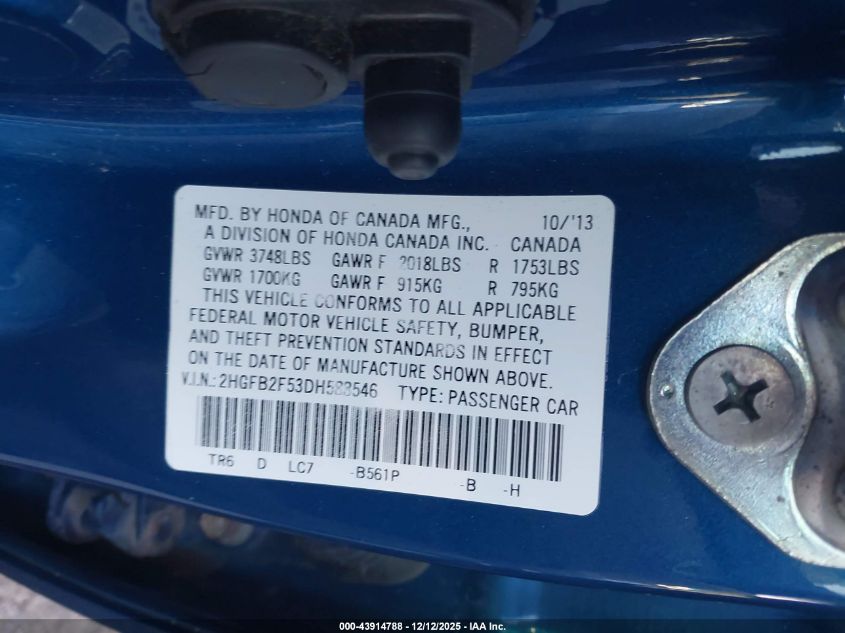 MFD. BY HONDA OF CANADA MFG., 10/'13
A DIVISION OF HONDA CANADA INC. CANADA
GVWR 3748LBS GAWR F 2018LBS R 1753LBS
GVWR 1700KG GAWR F 915KG R 795KG
THIS VEHICLE CONFORMS TO ALL APPLICABLE
FEDERAL MOTOR VEHICLE SAFETY, BUMPER,
AND THEFT PREVENTION STANDARDS IN EFFECT
ON THE DATE OF MANUFACTURE SHOWN ABOVE.
V.I.N.: TYPE: PASSENGER CAR
TR6 D LC7 -B561P -B -H
000-43914788 • 12/12/2025 • IAA Inc.